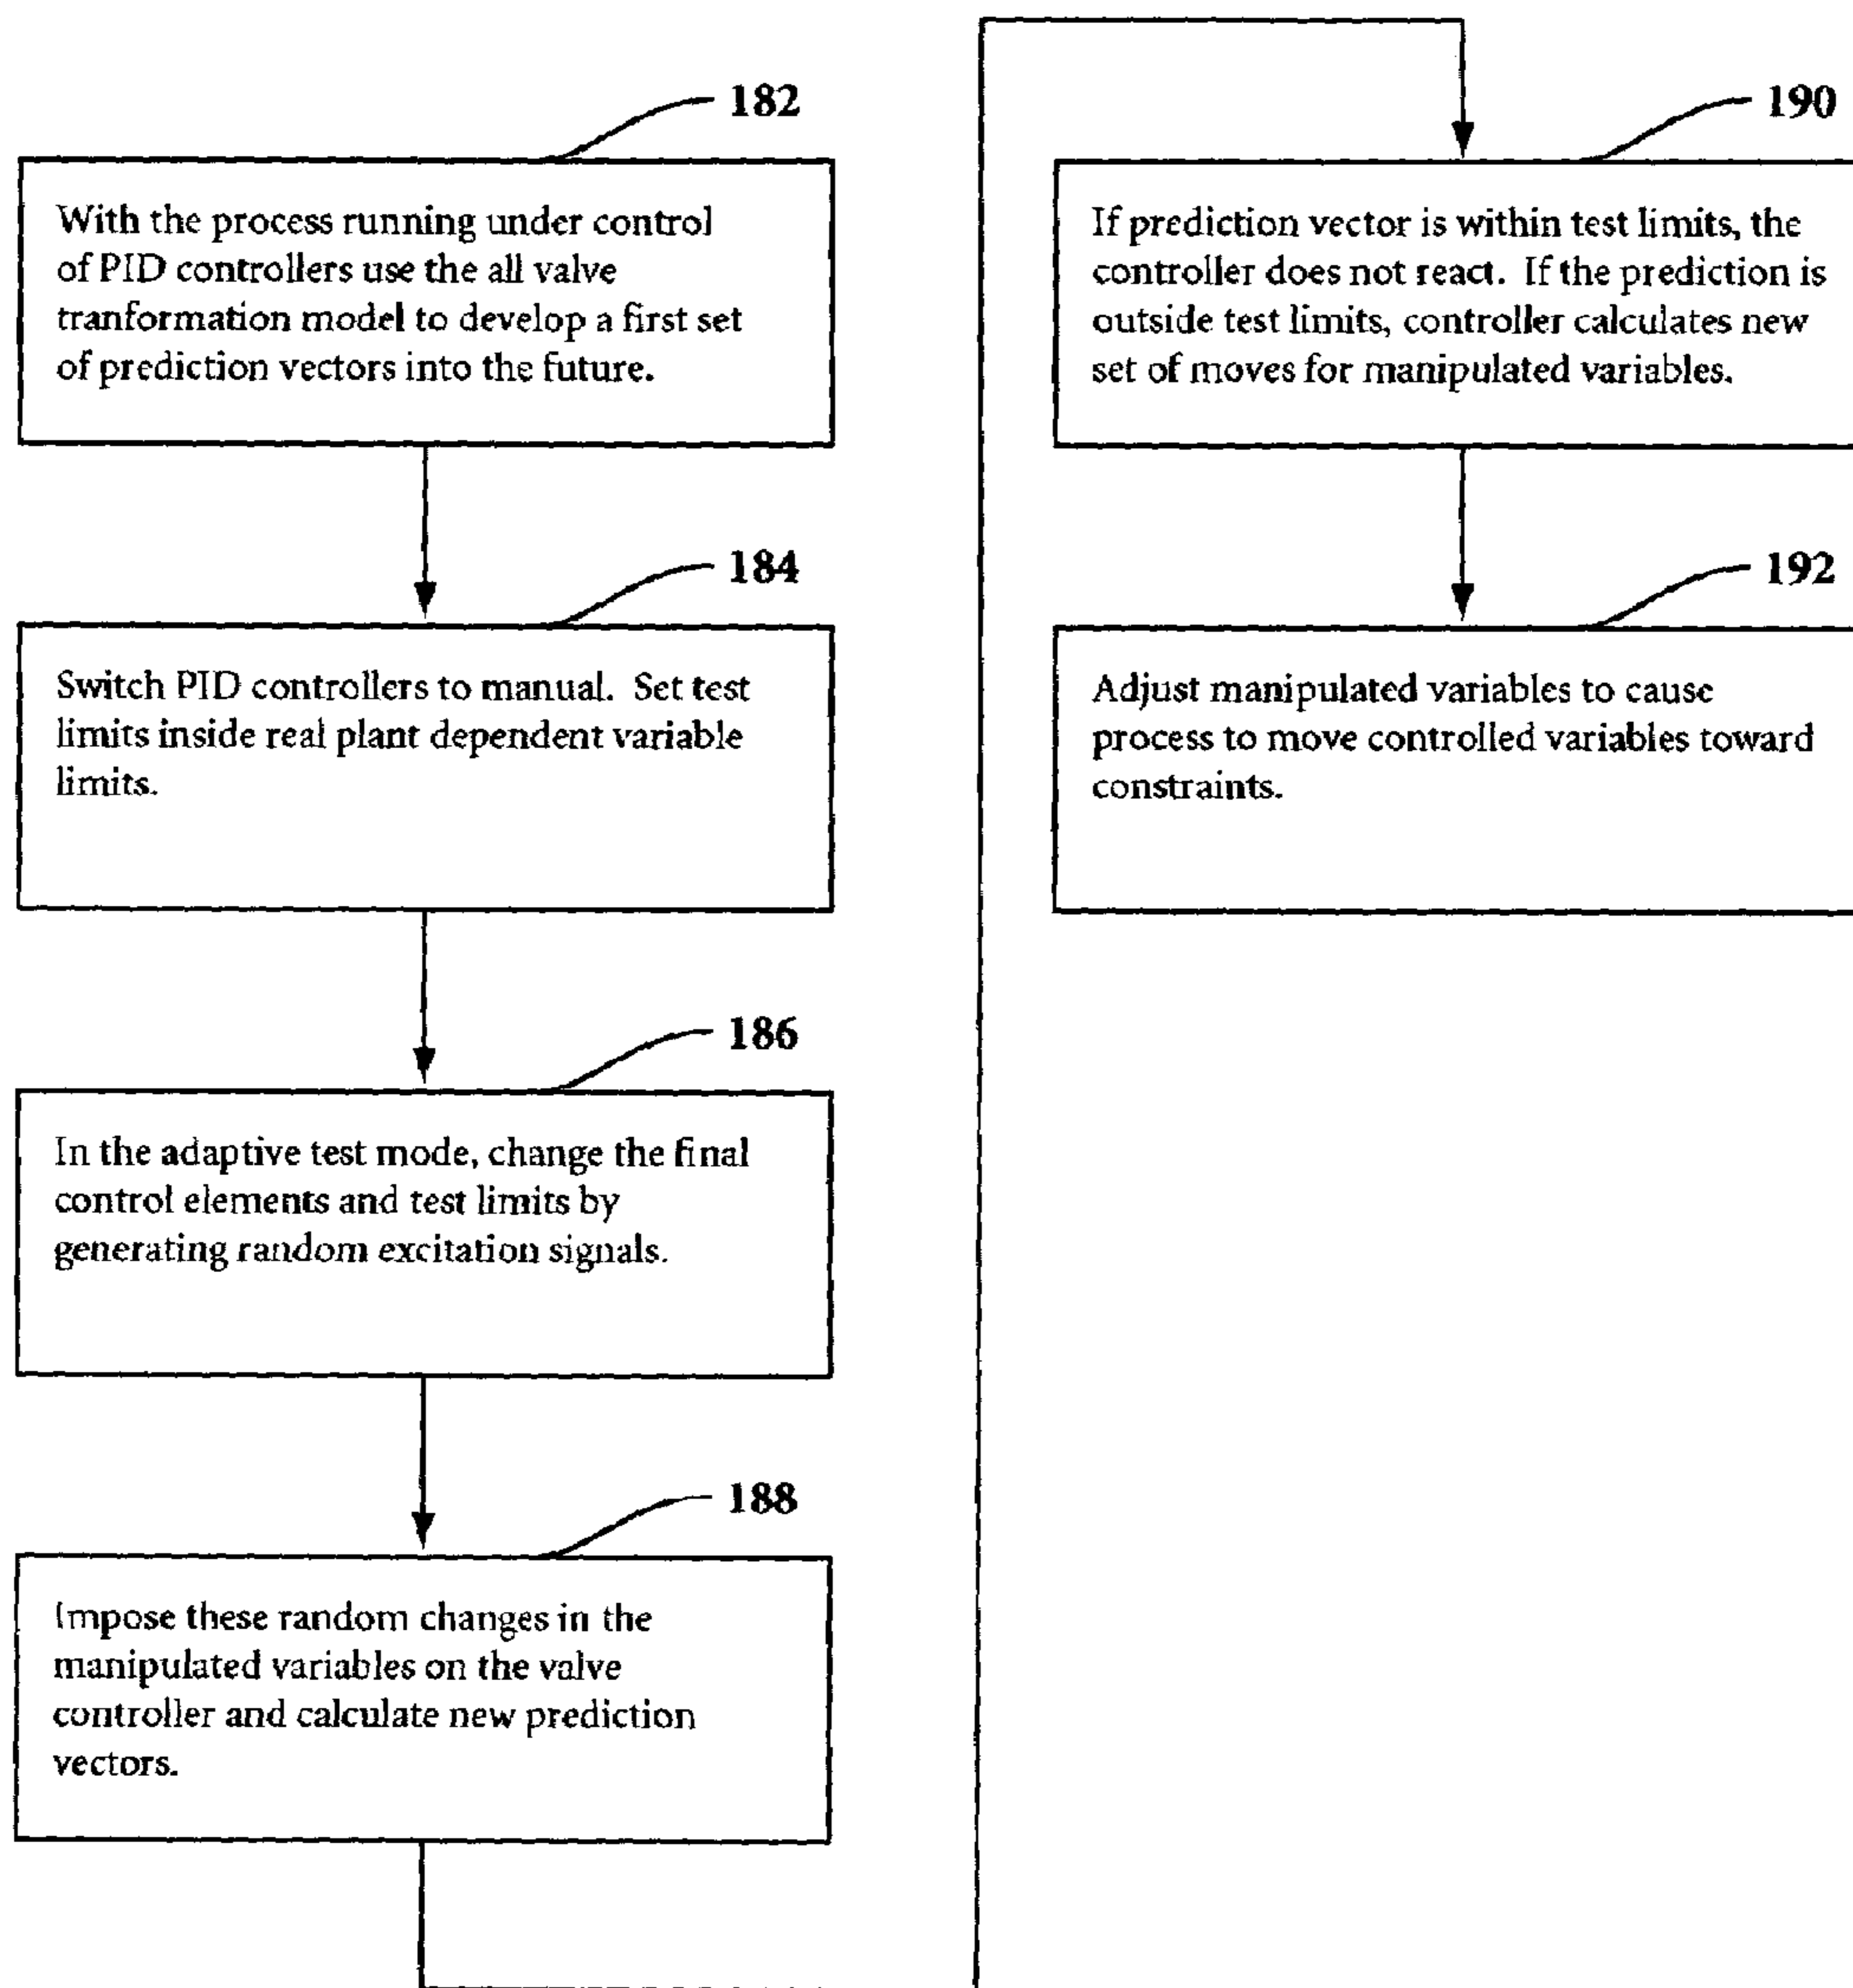 182
With the process running under control
of PID controllers use the all valve
tranformation model to develop a first set
of prediction vectors into the future.
184
Switch PID controllers to manual. Set test
limits inside real plant dependent variable
limits.
186
In the adaptive test mode, change the final
control elements and test limits by
generating random excitation signals.
188
Impose these random changes in the
manipulated variables on the valve
controller and calculate new prediction
vectors.
190
If prediction vector is within test limits, the
controller does not react. If the prediction is
outside test limits, controller calculates new
set of moves for manipulated variables.
192
Adjust manipulated variables to cause
process to move controlled variables toward
constraints.